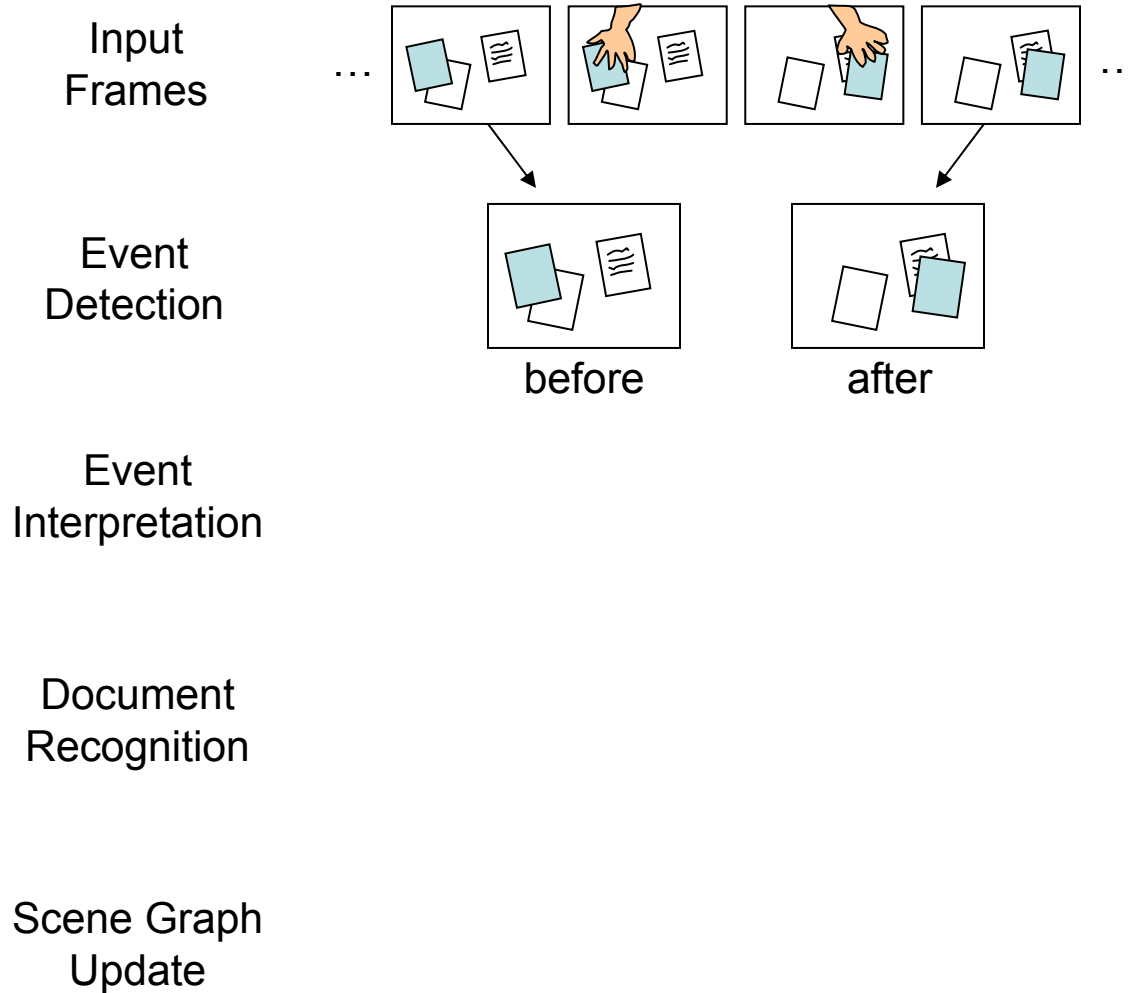 Input
Frames
...
..
Event
Detection
before
after
Event
Interpretation
Document
Recognition
Scene Graph
Update